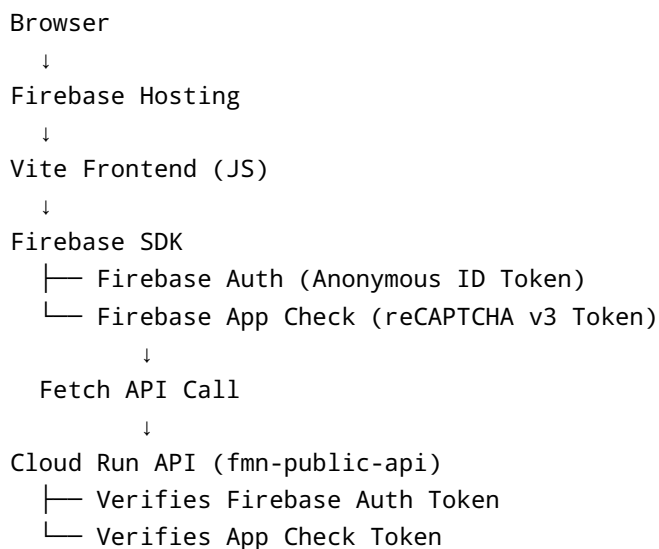 Browser
↓
Firebase Hosting
↓
Vite Frontend (JS)
↓
Firebase SDK
├── Firebase Auth (Anonymous ID Token)
└── Firebase App Check (reCAPTCHA v3 Token)
↓
Fetch API Call
↓
Cloud Run API (fmn-public-api)
├── Verifies Firebase Auth Token
└── Verifies App Check Token